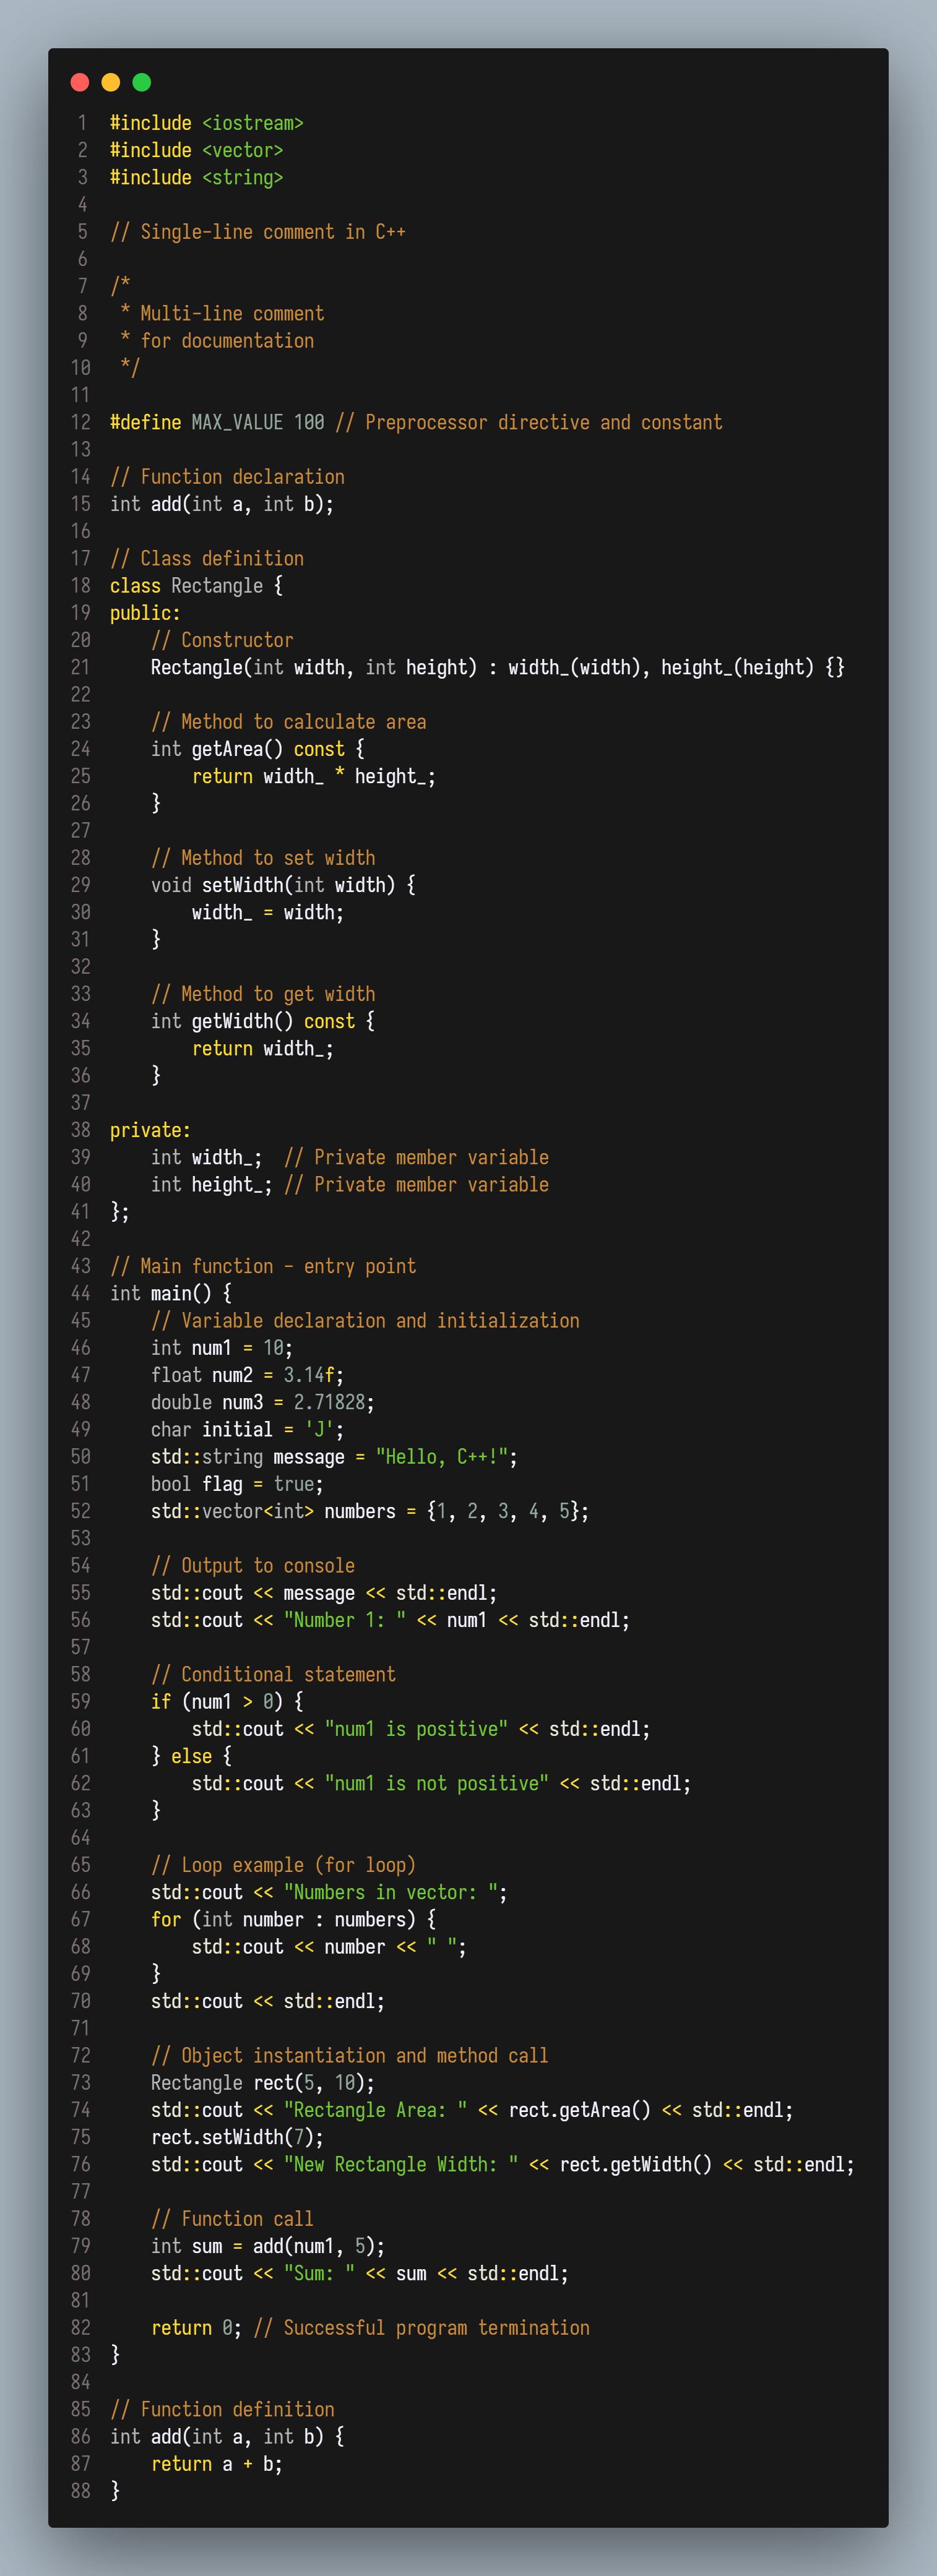 1 #include <iostream>
2 #include <vector>
3 #include <string>
4
5 // Single-line comment in C++
6
7 /*
8  * Multi-line comment
9  * for documentation
10  */
11
12 #define MAX_VALUE 100 // Preprocessor directive and constant
13
14 // Function declaration
15 int add(int a, int b);
16
17 // Class definition
18 class Rectangle {
19 public:
20     // Constructor
21     Rectangle(int width, int height) : width_(width), height_(height) {}
22
23     // Method to calculate area
24     int getArea() const {
25         return width_ * height_;
26     }
27
28     // Method to set width
29     void setWidth(int width) {
30         width_ = width;
31     }
32
33     // Method to get width
34     int getWidth() const {
35         return width_;
36     }
37
38 private:
39     int width_;  // Private member variable
40     int height_; // Private member variable
41 };
42
43 // Main function - entry point
44 int main() {
45     // Variable declaration and initialization
46     int num1 = 10;
47     float num2 = 3.14f;
48     double num3 = 2.71828;
49     char initial = 'J';
50     std::string message = "Hello, C++!";
51     bool flag = true;
52     std::vector<int> numbers = {1, 2, 3, 4, 5};
53
54     // Output to console
55     std::cout << message << std::endl;
56     std::cout << "Number 1: " << num1 << std::endl;
57
58     // Conditional statement
59     if (num1 > 0) {
60         std::cout << "num1 is positive" << std::endl;
61     } else {
62         std::cout << "num1 is not positive" << std::endl;
63     }
64
65     // Loop example (for loop)
66     std::cout << "Numbers in vector: ";
67     for (int number : numbers) {
68         std::cout << number << " ";
69     }
70     std::cout << std::endl;
71
72     // Object instantiation and method call
73     Rectangle rect(5, 10);
74     std::cout << "Rectangle Area: " << rect.getArea() << std::endl;
75     rect.setWidth(7);
76     std::cout << "New Rectangle Width: " << rect.getWidth() << std::endl;
77
78     // Function call
79     int sum = add(num1, 5);
80     std::cout << "Sum: " << sum << std::endl;
81
82     return 0; // Successful program termination
83 }
84
85 // Function definition
86 int add(int a, int b) {
87     return a + b;
88 }